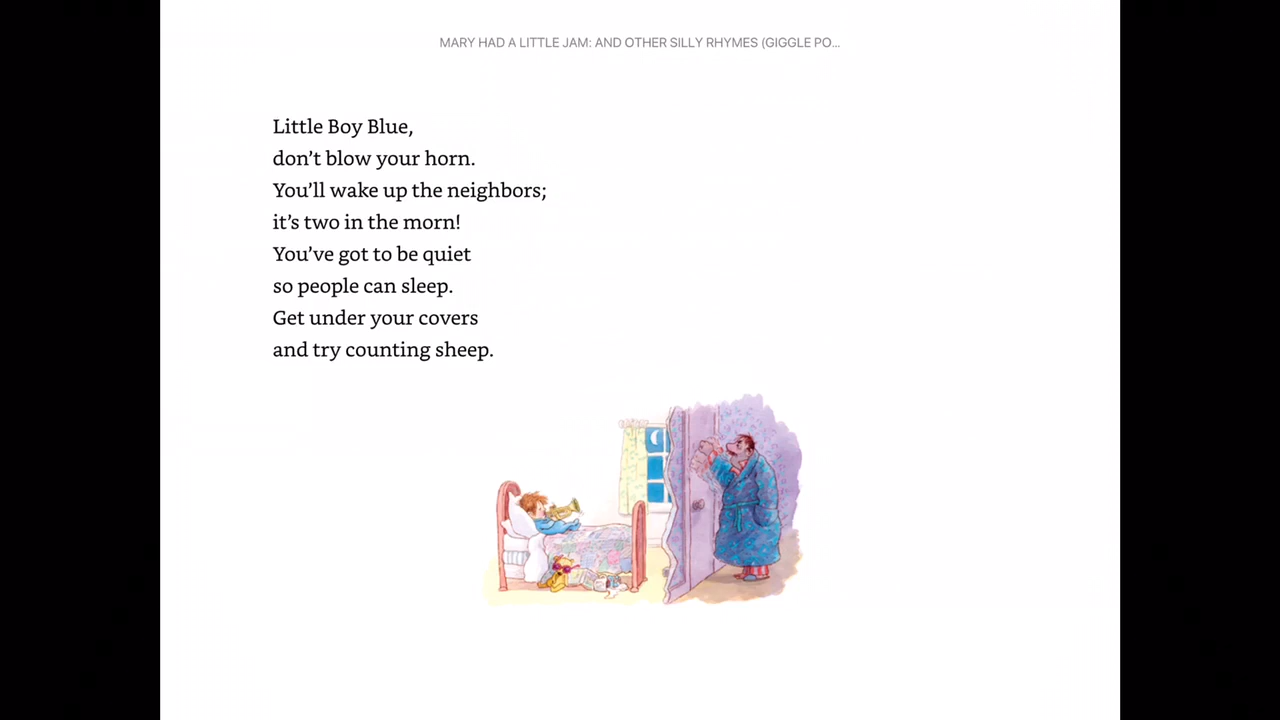 MARY HAD A LITTLE JAM: AND OTHER SILLY RHYMES (GIGGLE PO...
Little Boy Blue,
don’t blow your horn.
You’ll wake up the neighbors;
it’s two in the morn!
You’ve got to be quiet
so people can sleep.
Get under your covers
and try counting sheep.